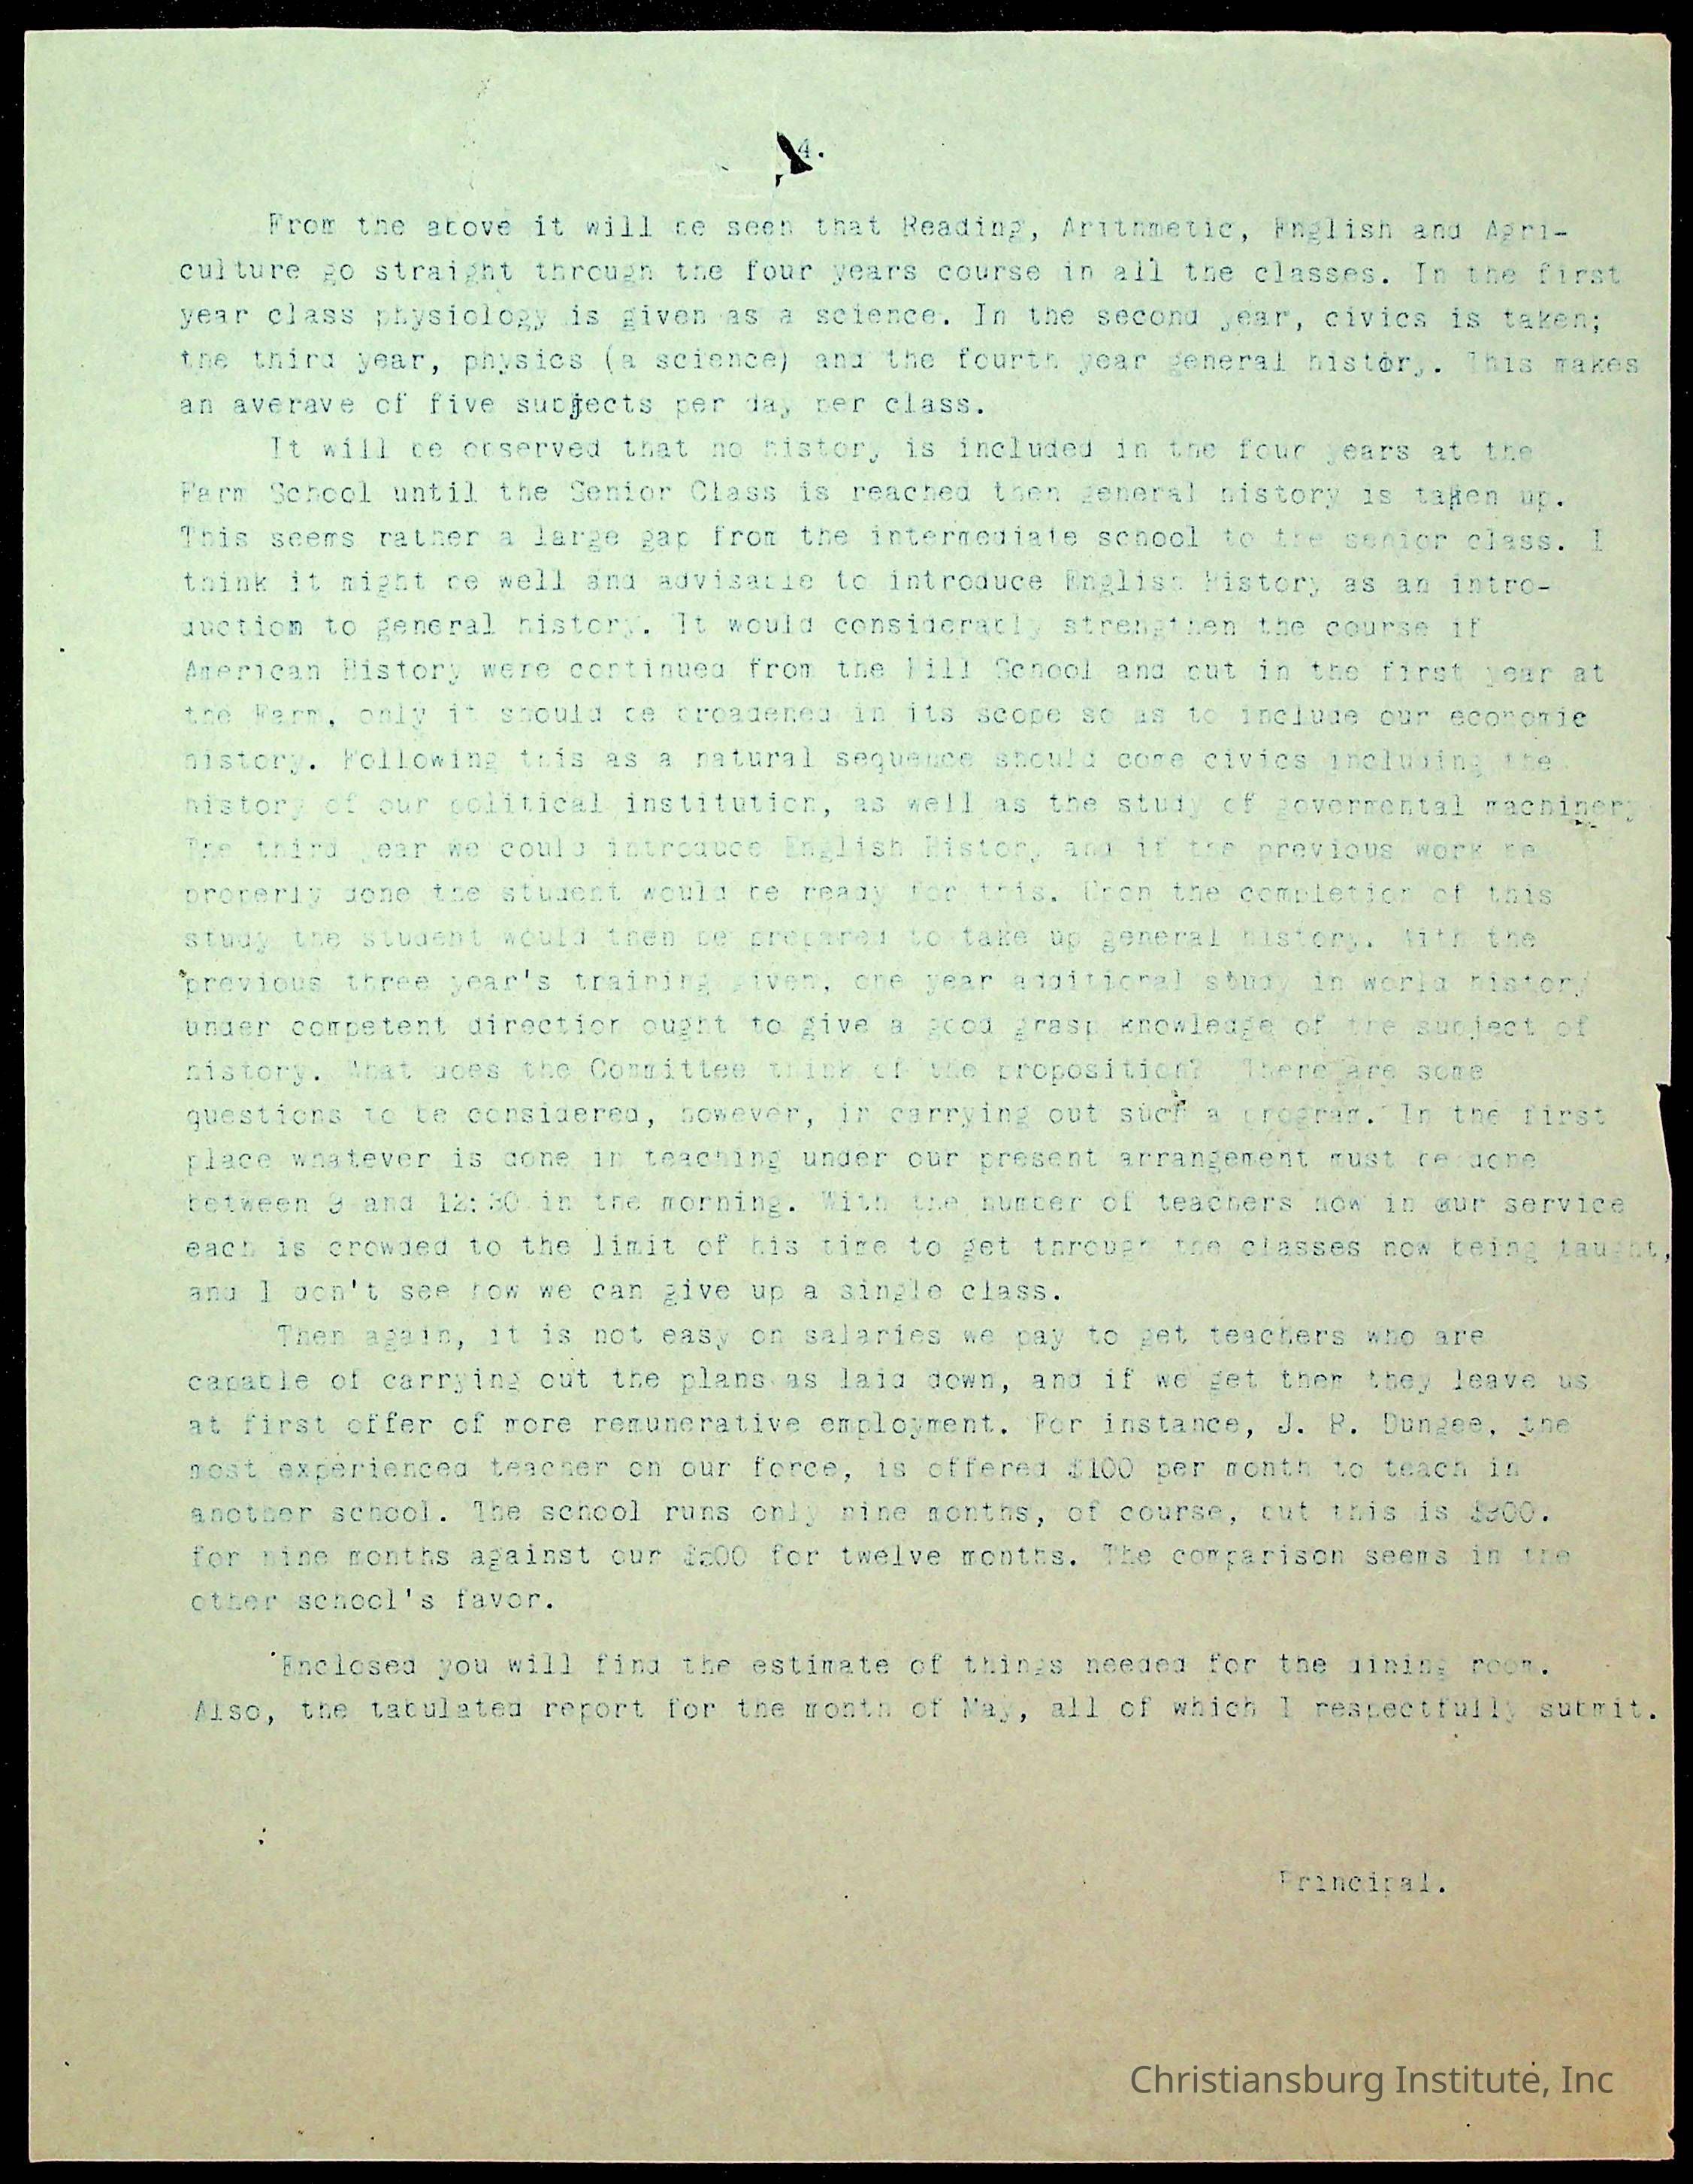 4.
From the above it will be seen that Reading, Arithmetic, English and Agri-
culture go straight through the four years course in all the classes. In the first
year class physiology is given as a science. In the second year, civics is taken;
the third year, physics (a science) and the fourth year general history. This makes
an averave of five subjects per day per class.
It will be observed that no history is included in the four years at the
Farm School until the Senior Class is reached then general history is taken up.
This seems rather a large gap from the intermediate school to the senior class. I
think it might be well and advisable to introduce English History as an intro-
ductiom to general history. It would considerably strengthen the course if
American History were continued from the Hill School and put in the first year at
the Farm, only it should be broadened in its scope so as to include our economic
history. Following this as a natural sequence should come civics including the
history of our political institution, as well as the study of govermental machinery
The third year we could introduce English History and if the previous work be
properly done the student would be ready for this. Upon the completion of this
study the student would then be prepared to take up general history. With the
previous three year's training given, one year additional study in world history
under competent direction ought to give a good grasp knowledge of the subject of
history. What does the Committee think of the proposition? There are some
questions to be considered, however, in carrying out such a program. In the first
place whatever is done in teaching under our present arrangement must be done
between 9 and 12:30 in the morning. With the number of teachers now in our service
each is crowded to the limit of his time to get through the classes now being taught,
and I don't see how we can give up a single class.
Then again, it is not easy on salaries we pay to get teachers who are
capable of carrying out the plans as laid down, and if we get them they leave us
at first offer of more remunerative employment. For instance, J. R. Dungee, the
most experienced teacher on our force, is offered $100 per month to teach in
another school. The school runs only nine months, of course, but this is $900.
for nine months against our $500 for twelve months. The comparison seems in the
other school's favor.
Enclosed you will find the estimate of things needed for the dining room.
Also, the tabulated report for the month of May, all of which I respectfully submit.
Principal.
Christiansburg Institute, Inc